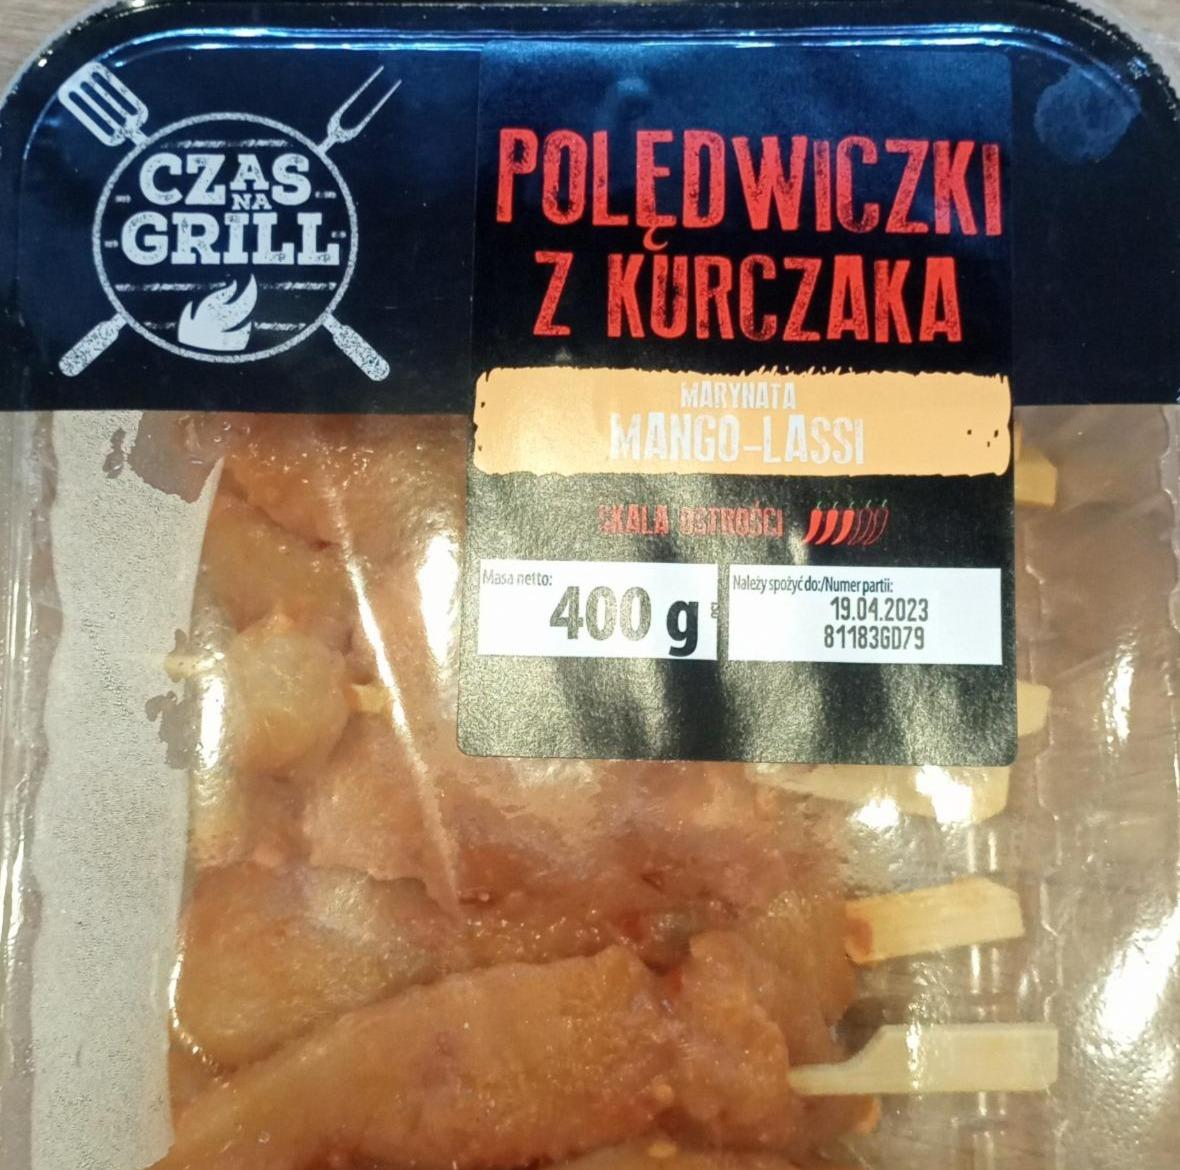 CZAS
NA
GRILL
POLĘDWICZKI
Z KURCZAKA
MARYNATA
MANGO-LASSI
SKALA OSTROŚCI
Masa netto:
400 g
Należy spożyć do:/Numer partii:
19.04.2023
811836D79